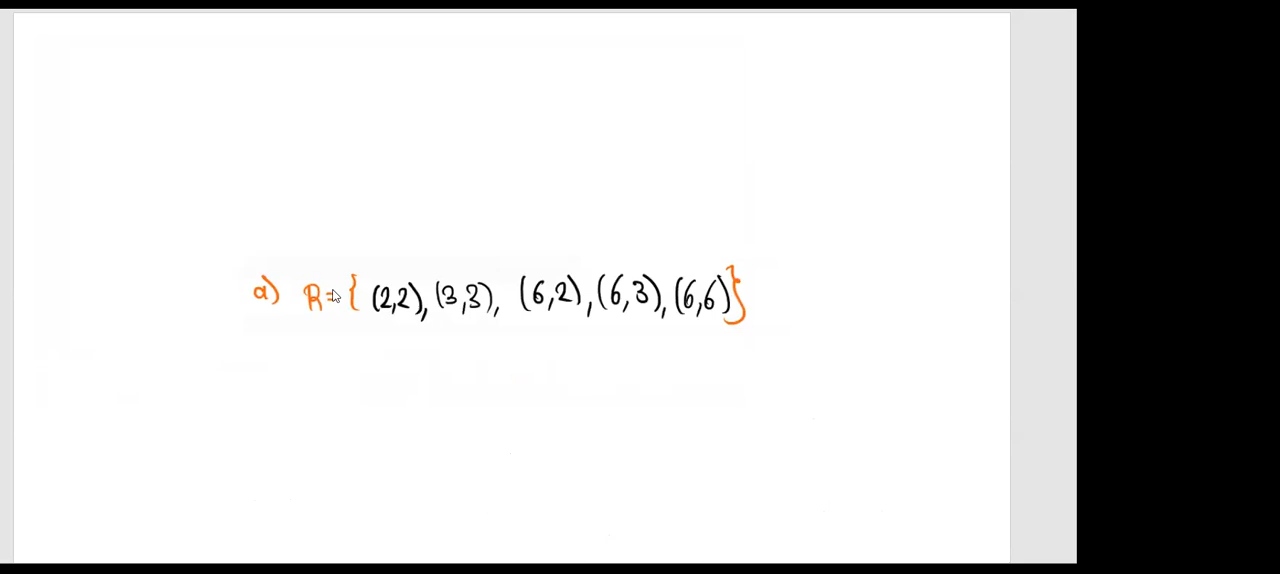 a) R={ (2,2), (3,3), (6,2), (6,3), (6,6)}